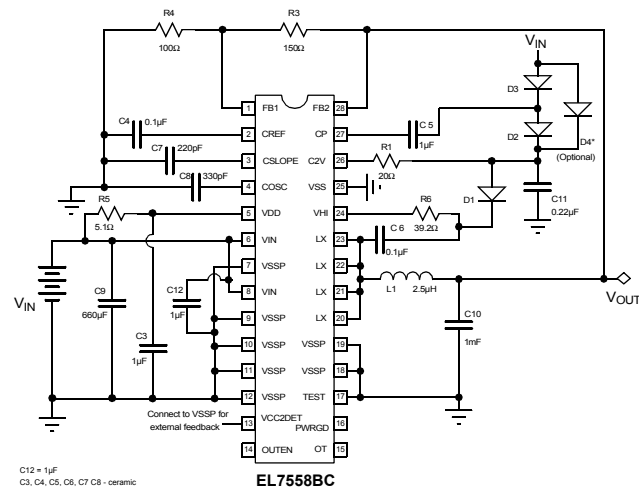 R4
R3
100Ω
150Ω
V_IN
D3
1
FB1
FB2
28
C4
0.1µF
C 5
2
CREF
CP
27
1µF
D2
D4*
C7
220pF
R1
(Optional)
3
CSLOPE
C2V
26
20Ω
C8
330pF
D1
C11
4
COSC
VSS
25
0.22µF
R5
R6
5
VDD
VHI
24
5.1Ω
39.2Ω
C 6
6
VIN
LX
23
0.1µF
7
VSSP
LX
22
V_IN
C9
C12
8
VIN
LX
21
L1
2.5µH
V_OUT
660µF
1µF
9
VSSP
LX
20
C10
C3
1mF
10
VSSP
VSSP
19
1µF
11
VSSP
VSSP
18
12
VSSP
TEST
17
Connect to VSSP for
external feedback
13
VCC2DET
PWRGD
16
14
OUTEN
OT
15
EL7558BC
C12 = 1µF
C3, C4, C5, C6, C7 C8 - ceramic